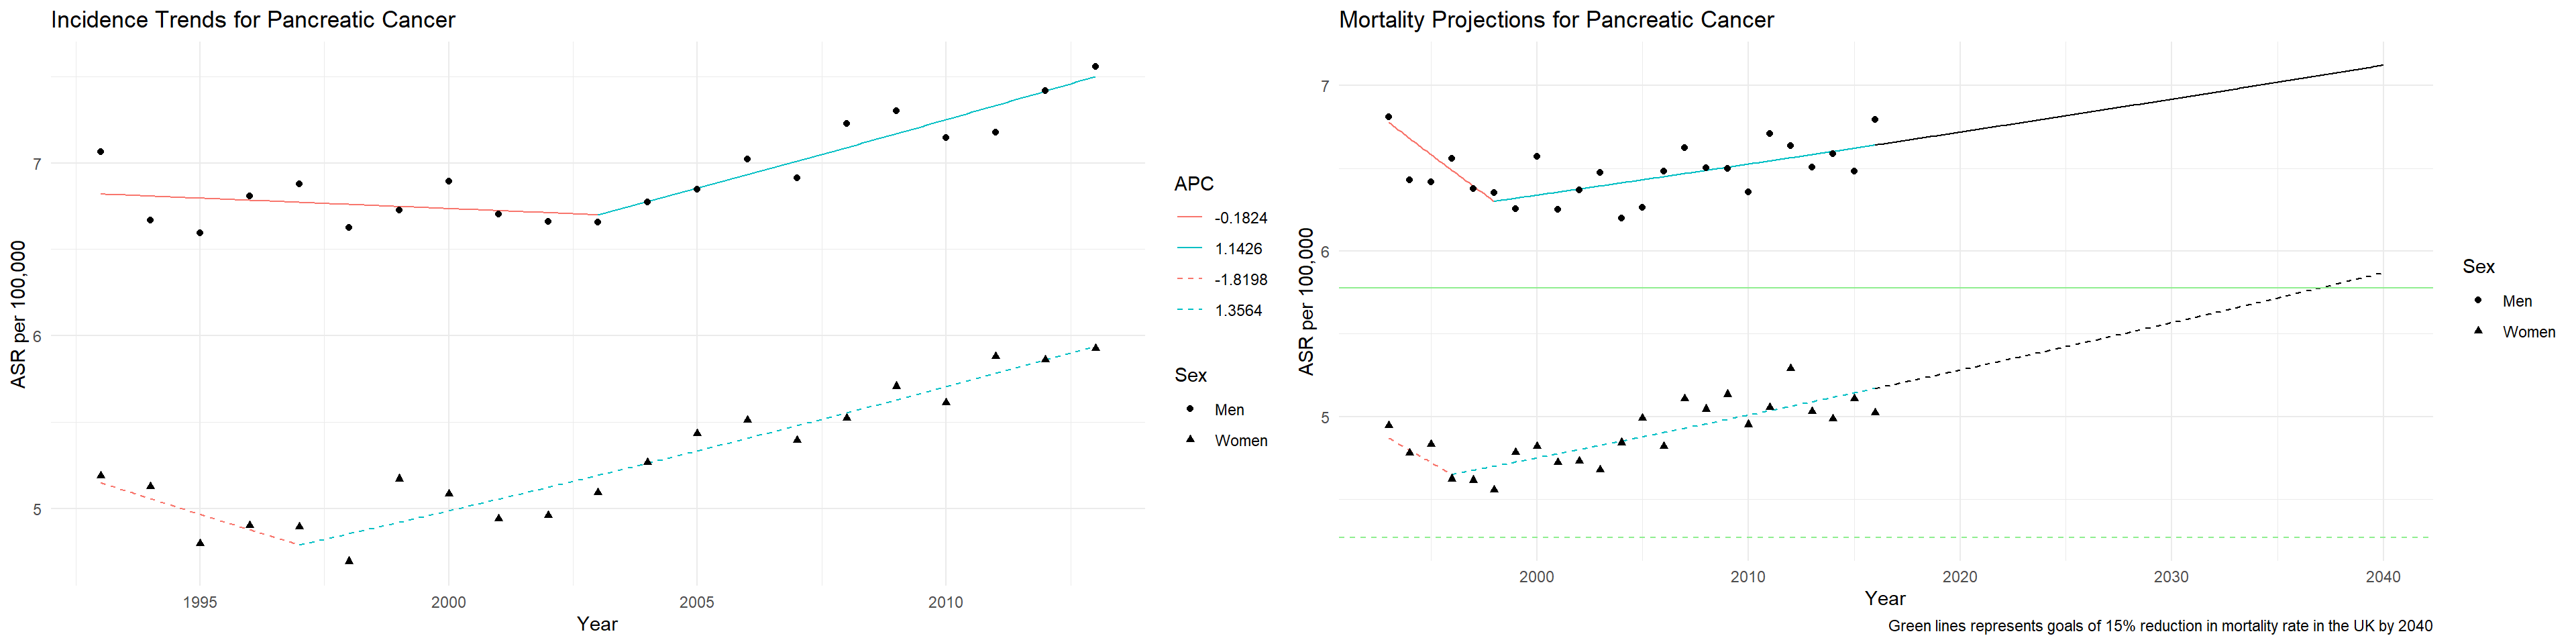 Incidence Trends for Pancreatic Cancer
ASR per 100,000
7
6
5
1995 2000 2005 2010
Year
APC
-0.1824
1.1426
-1.8198
1.3564
Sex
Men
Women
Mortality Projections for Pancreatic Cancer
ASR per 100,000
7
6
5
2000 2010 2020 2030 2040
Year
Sex
Men
Women
Green lines represents goals of 15% reduction in mortality rate in the UK by 2040